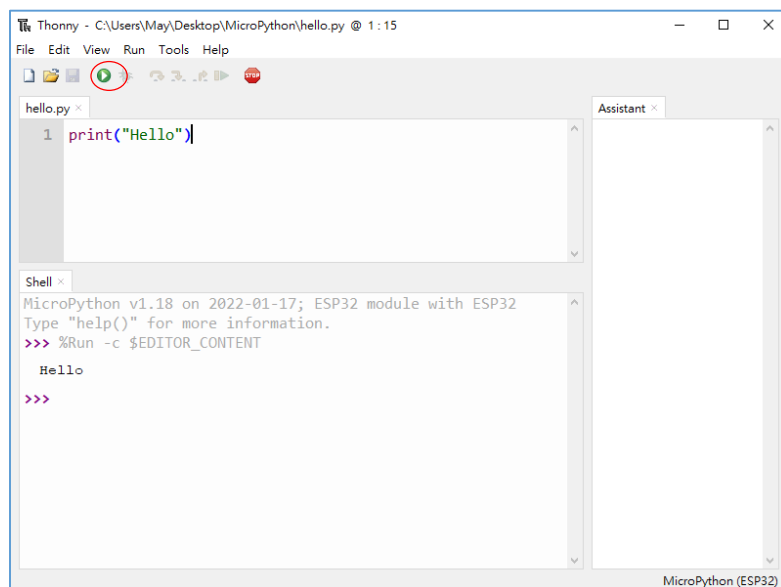 Thonny - C:\Users\May\Desktop\MicroPython\hello.py @ 1:15
File Edit View Run Tools Help
STOP
hello.py ×
Assistant ×
1 print("Hello")
Shell ×
MicroPython v1.18 on 2022-01-17; ESP32 module with ESP32
Type "help()" for more information.
>>> %Run -c $EDITOR_CONTENT
Hello
>>>
MicroPython (ESP32)